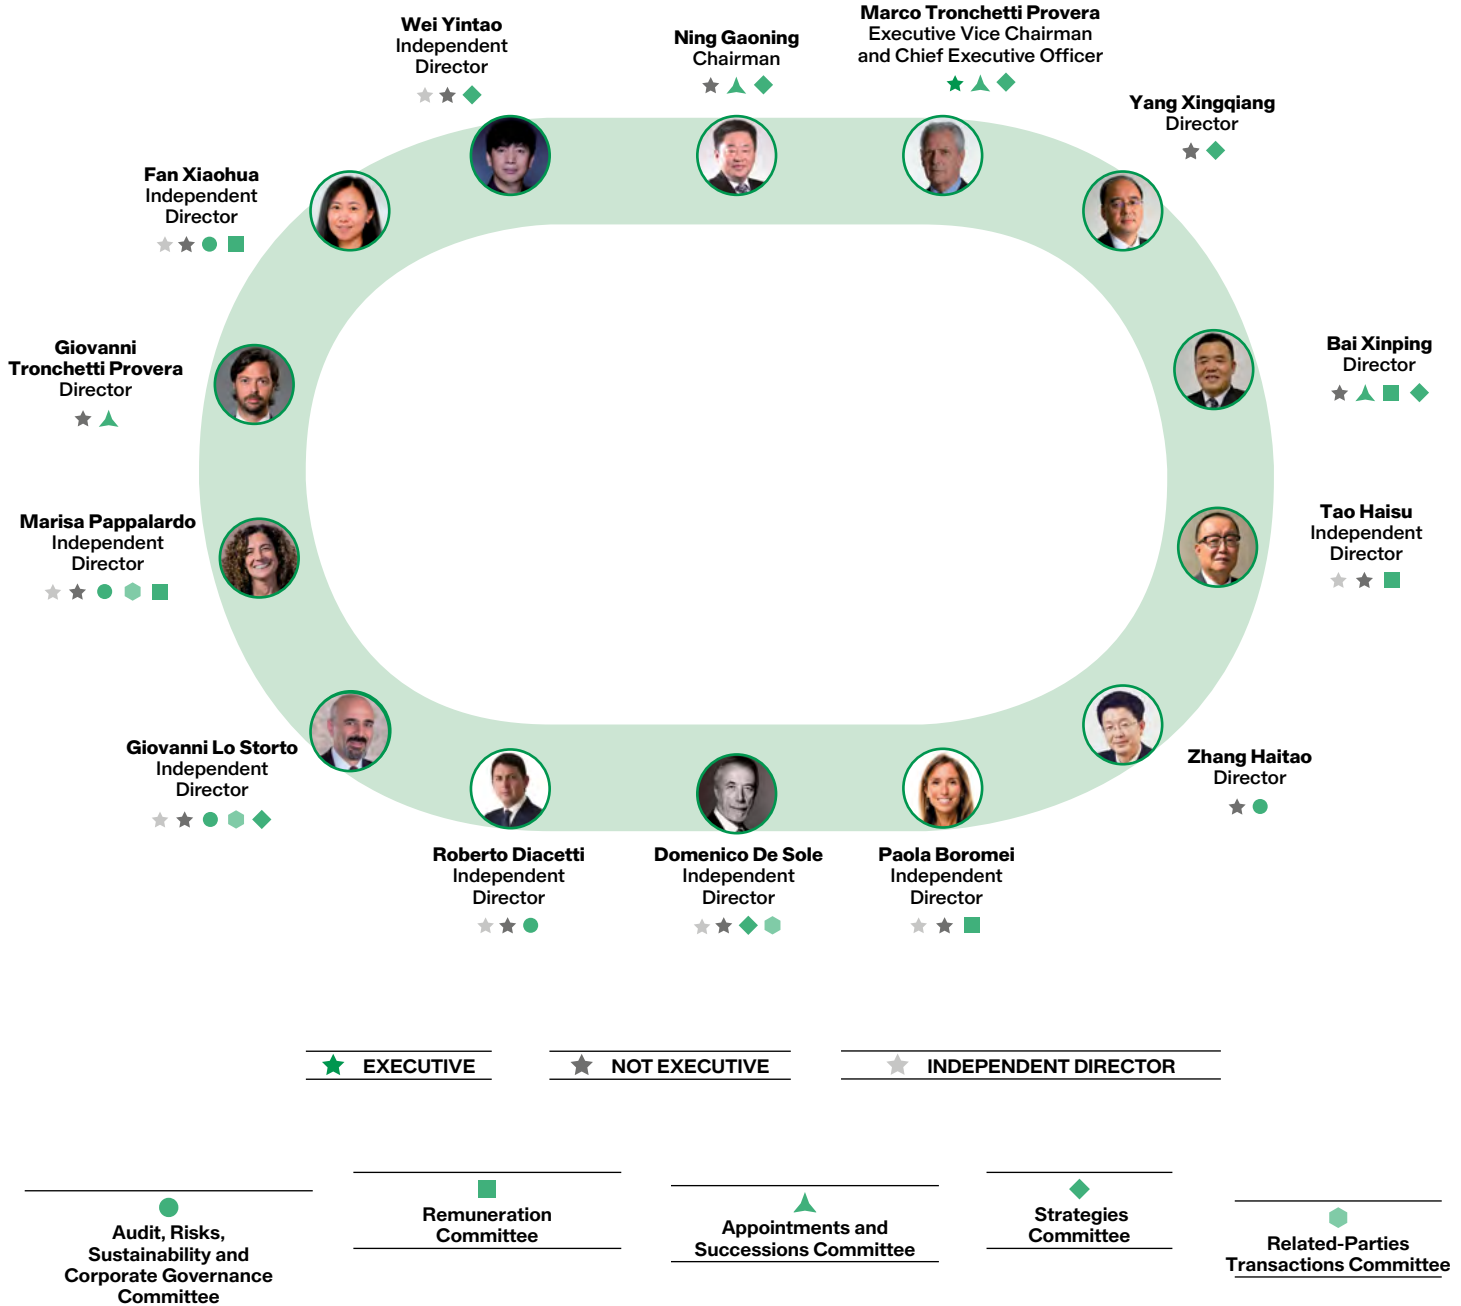 Wei Yintao
Independent
Director
Ning Gaoning
Chairman
Marco Tronchetti Provera
Executive Vice Chairman
and Chief Executive Officer
Yang Xingqiang
Director
Fan Xiaohua
Independent
Director
Giovanni
Tronchetti Provera
Director
Bai Xinping
Director
Marisa Pappalardo
Independent
Director
Tao Haisu
Independent
Director
Giovanni Lo Storto
Independent
Director
Zhang Haitao
Director
Roberto Diacetti
Independent
Director
Domenico De Sole
Independent
Director
Paola Boromei
Independent
Director
EXECUTIVE
NOT EXECUTIVE
INDEPENDENT DIRECTOR
Audit, Risks,
Sustainability and
Corporate Governance
Committee
Remuneration
Committee
Appointments and
Successions Committee
Strategies
Committee
Related-Parties
Transactions Committee